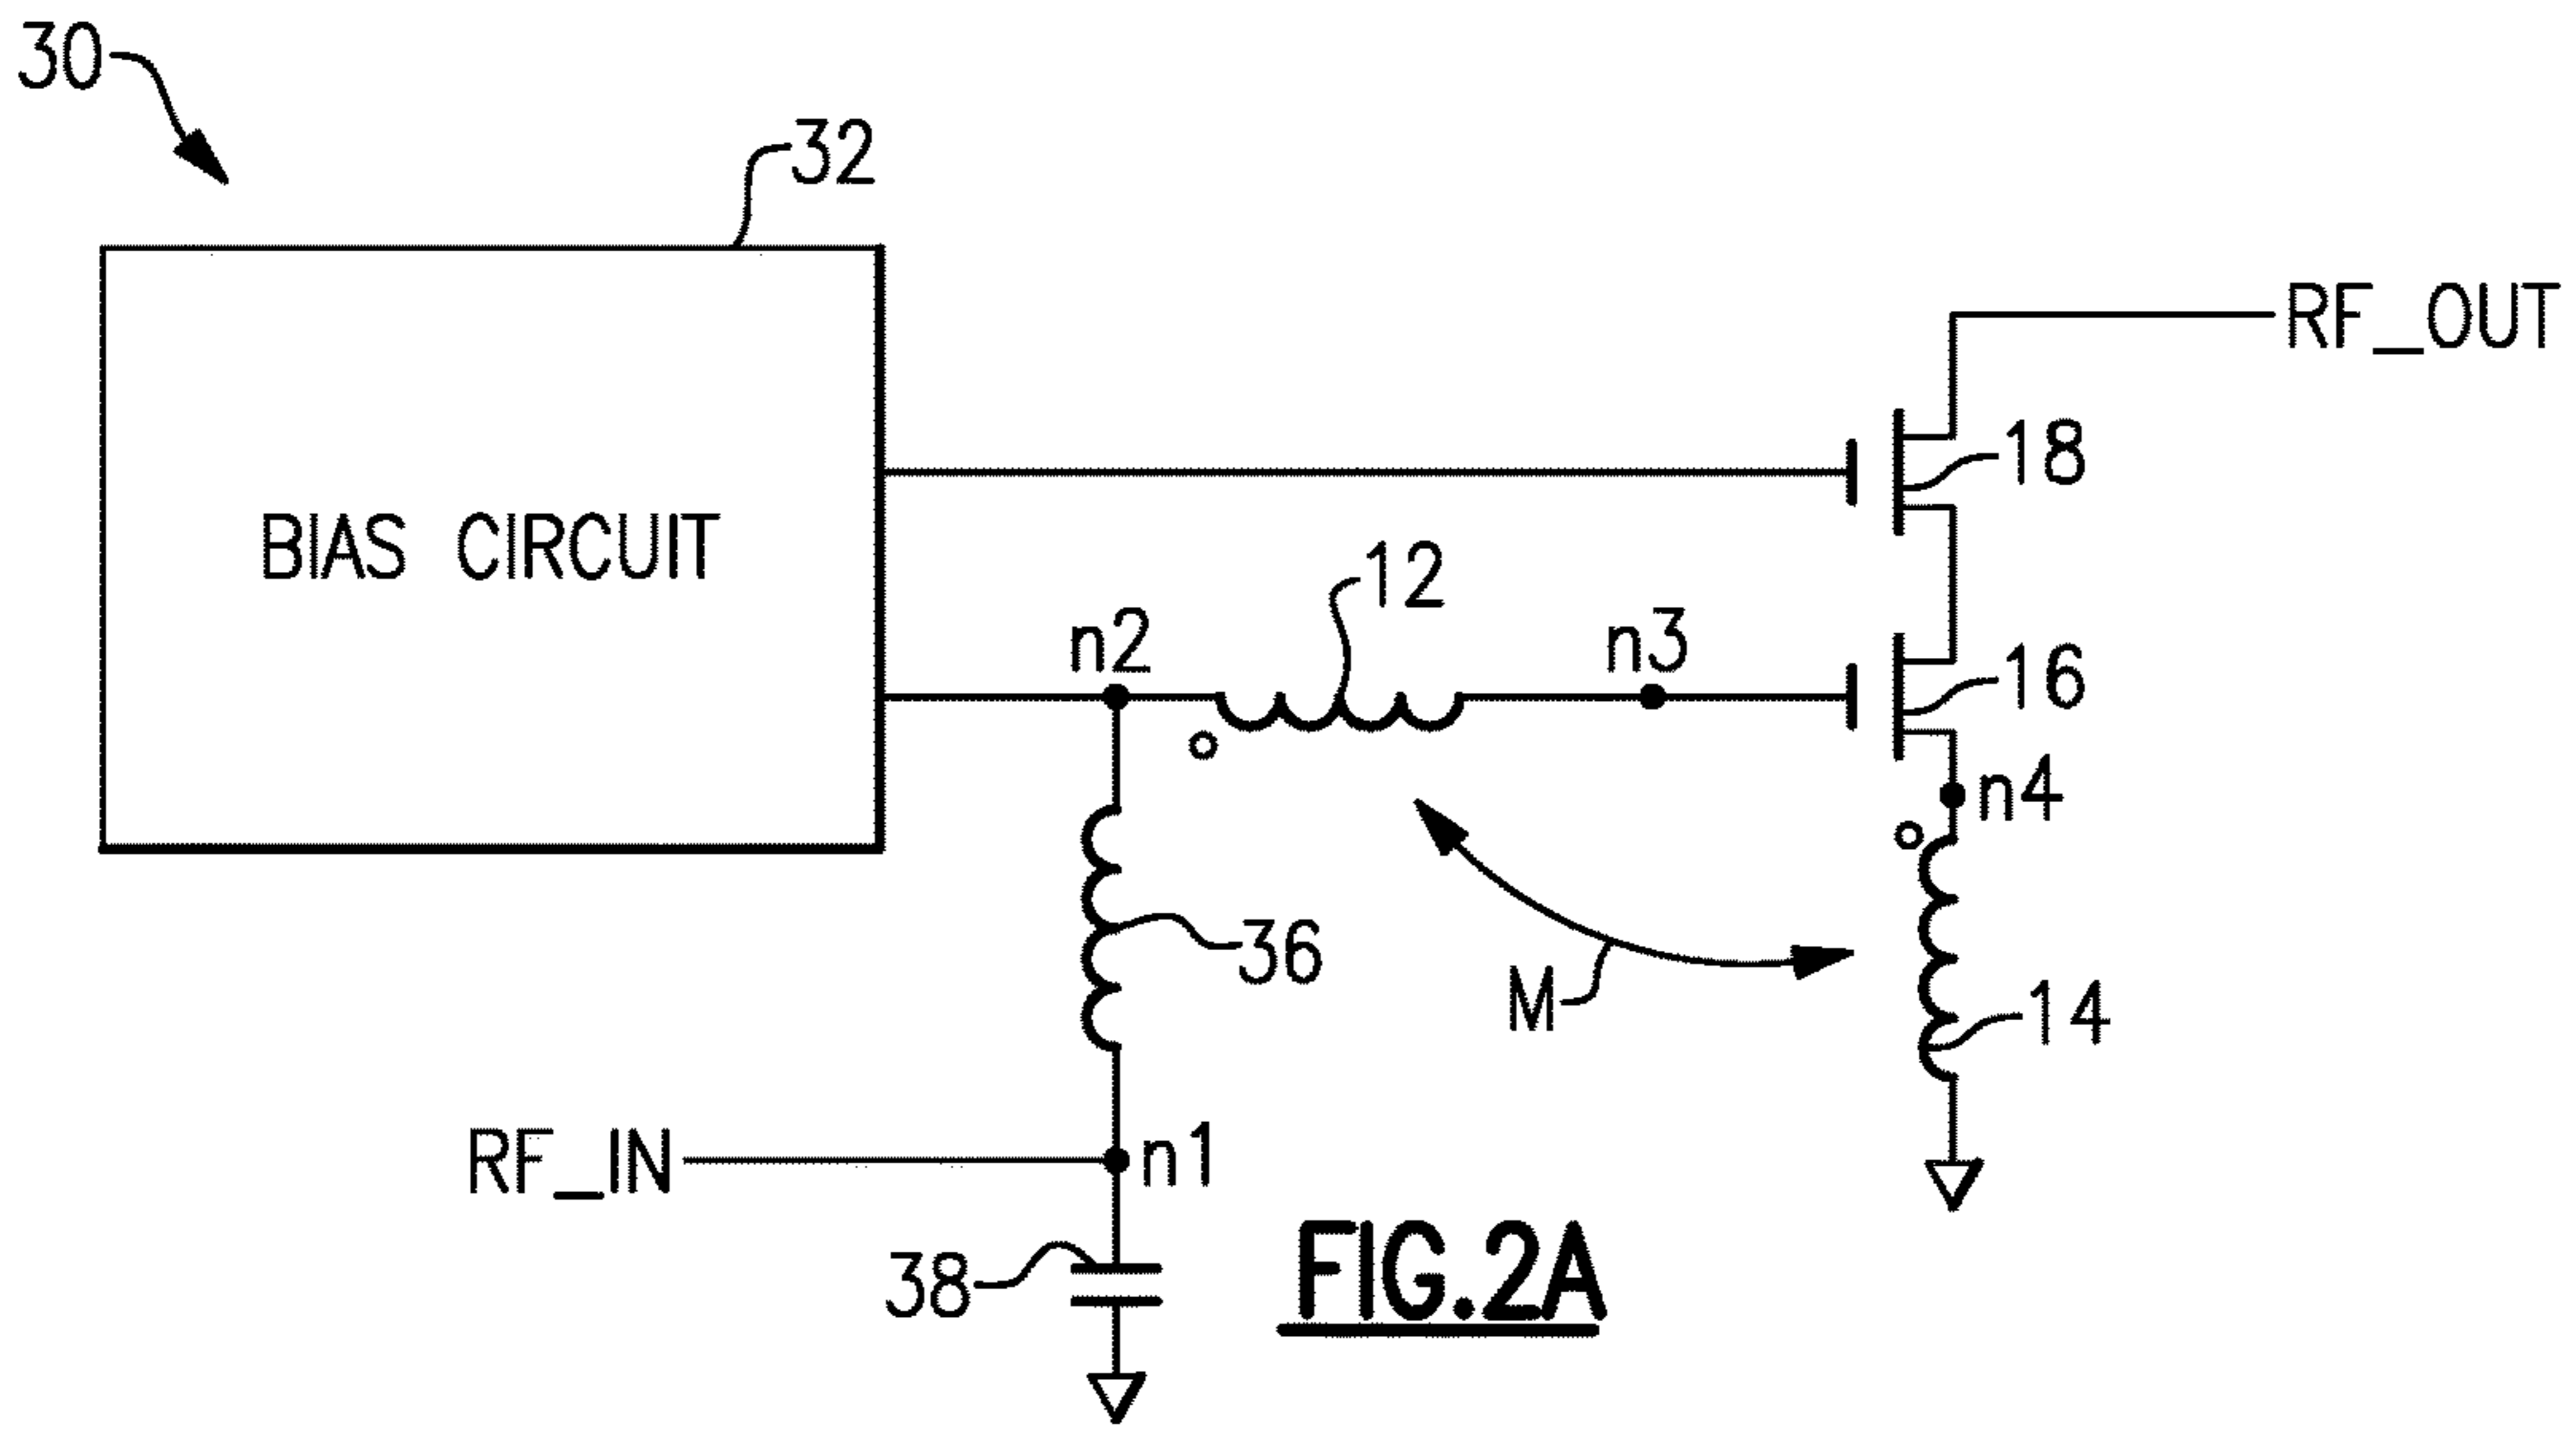 30
32
RF_OUT
18
BIAS CIRCUIT
12
n2
n3
16
n4
36
M
14
RF_IN
n1
38
FIG.2A